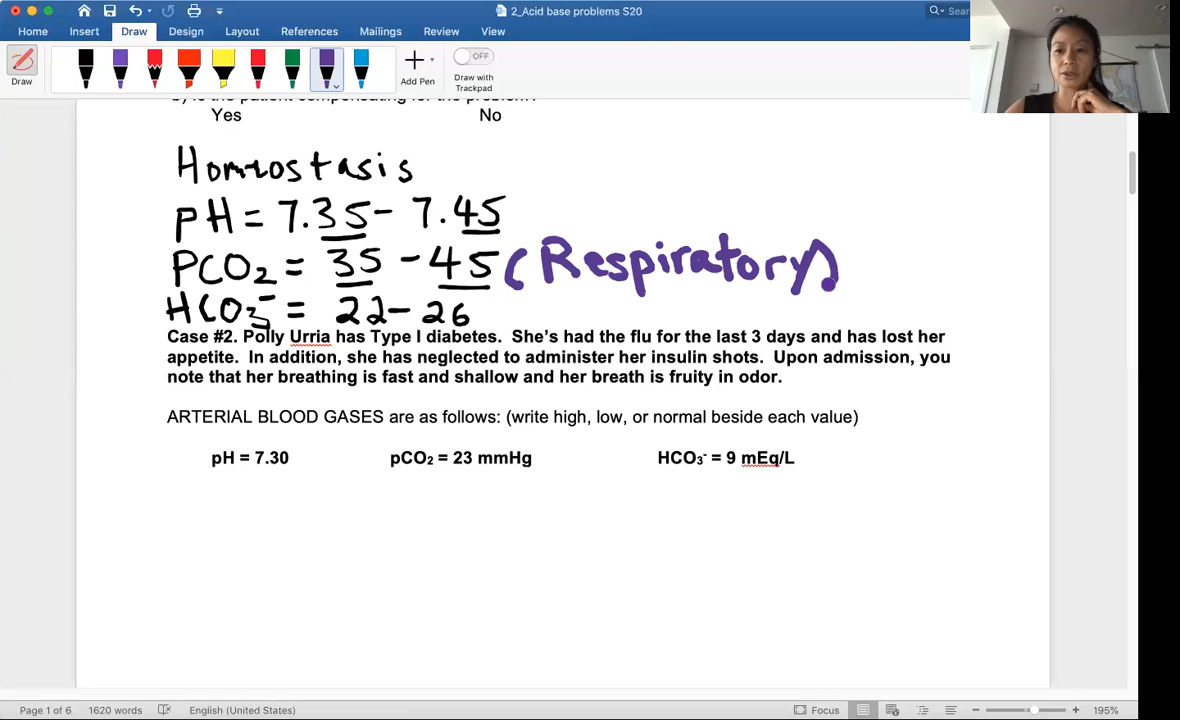 2_Acid base problems S20
Sear
Home Insert Draw Design Layout References Mailings Review View
Draw
Add Pen
OFF
Draw with
Trackpad
Yes No
Homeostasis
pH = 7.35 - 7.45
PCO2 = 35 - 45 (Respiratory)
HCO3- = 22 - 26
Case #2. Polly Urria has Type I diabetes. She's had the flu for the last 3 days and has lost her
appetite. In addition, she has neglected to administer her insulin shots. Upon admission, you
note that her breathing is fast and shallow and her breath is fruity in odor.
ARTERIAL BLOOD GASES are as follows: (write high, low, or normal beside each value)
pH = 7.30 pCO2 = 23 mmHg HCO3- = 9 mEq/L
Page 1 of 6 1620 words English (United States) Focus 195%